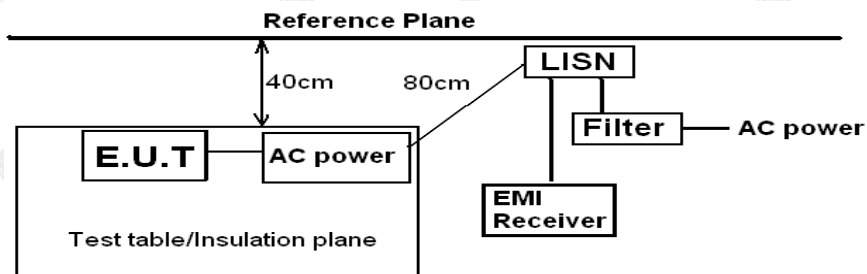 Reference Plane
LISN
40cm
80cm
Filter
AC power
E.U.T
AC power
EMI
Receiver
Test table/Insulation plane